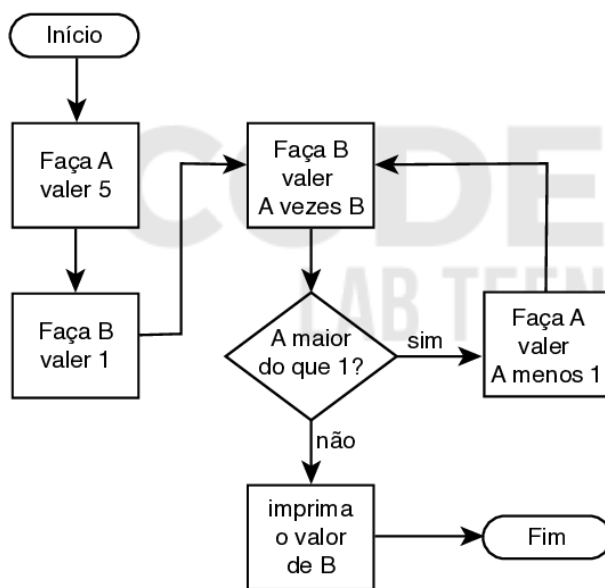 Início
Faça A
valer 5
Faça B
valer 1
Faça B
valer
A vezes B
A maior
do que 1?
sim
Faça A
valer
A menos 1
não
imprima
o valor
de B
Fim
CODE
LAB TEEN